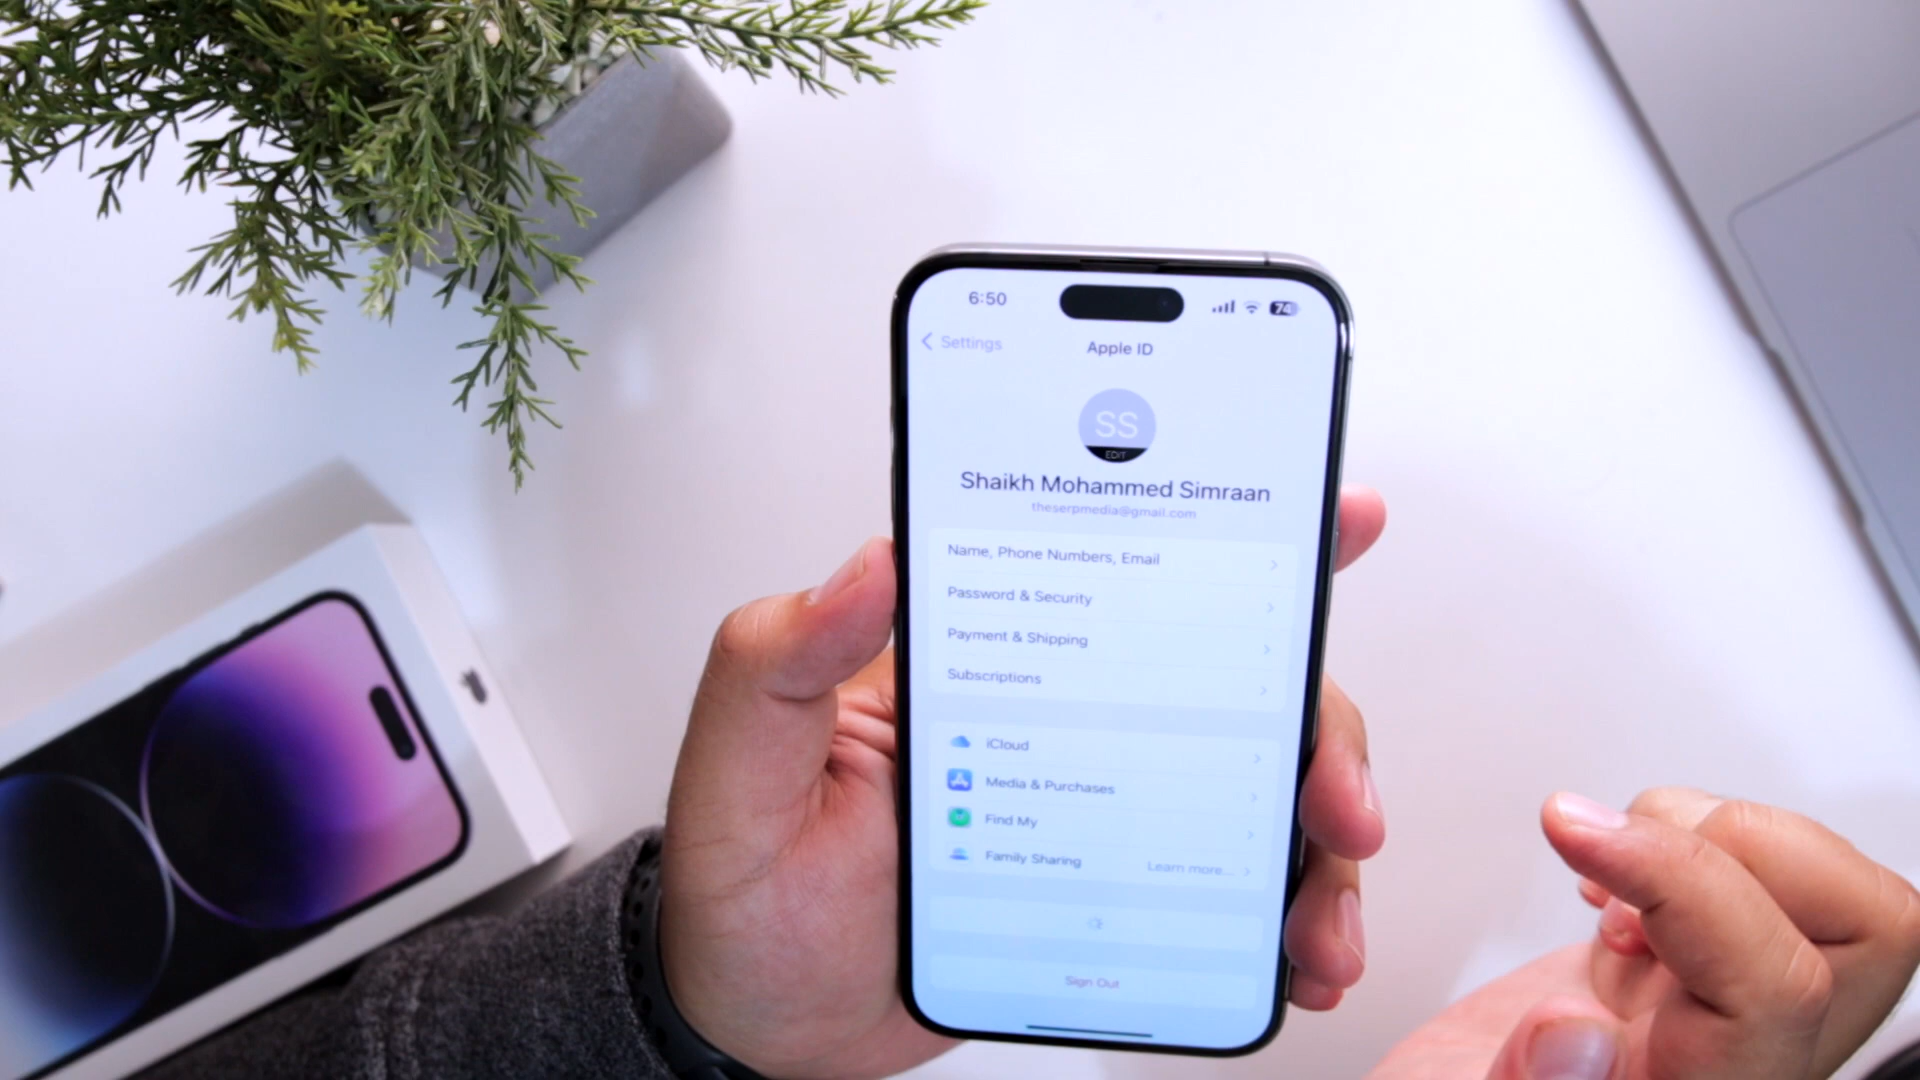 6:50
74
Settings
Apple ID
SS
EDIT
Shaikh Mohammed Simraan
theserpmedia@gmail.com
Name, Phone Numbers, Email
Password & Security
Payment & Shipping
Subscriptions
iCloud
Media & Purchases
Find My
Family Sharing Learn more...
Sign Out